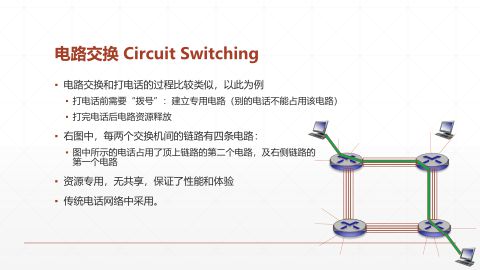 电路交换 Circuit Switching
电路交换和打电话的过程比较类似，以此为例
打电话前需要“拨号”：建立专用电路（别的电话不能占用该电路）
打完电话后电路资源释放
右图中，每两个交换机间的链路有四条电路：
图中所示的电话占用了顶上链路的第二个电路，及右侧链路的
第一个电路
资源专用，无共享，保证了性能和体验
传统电话网络中采用。